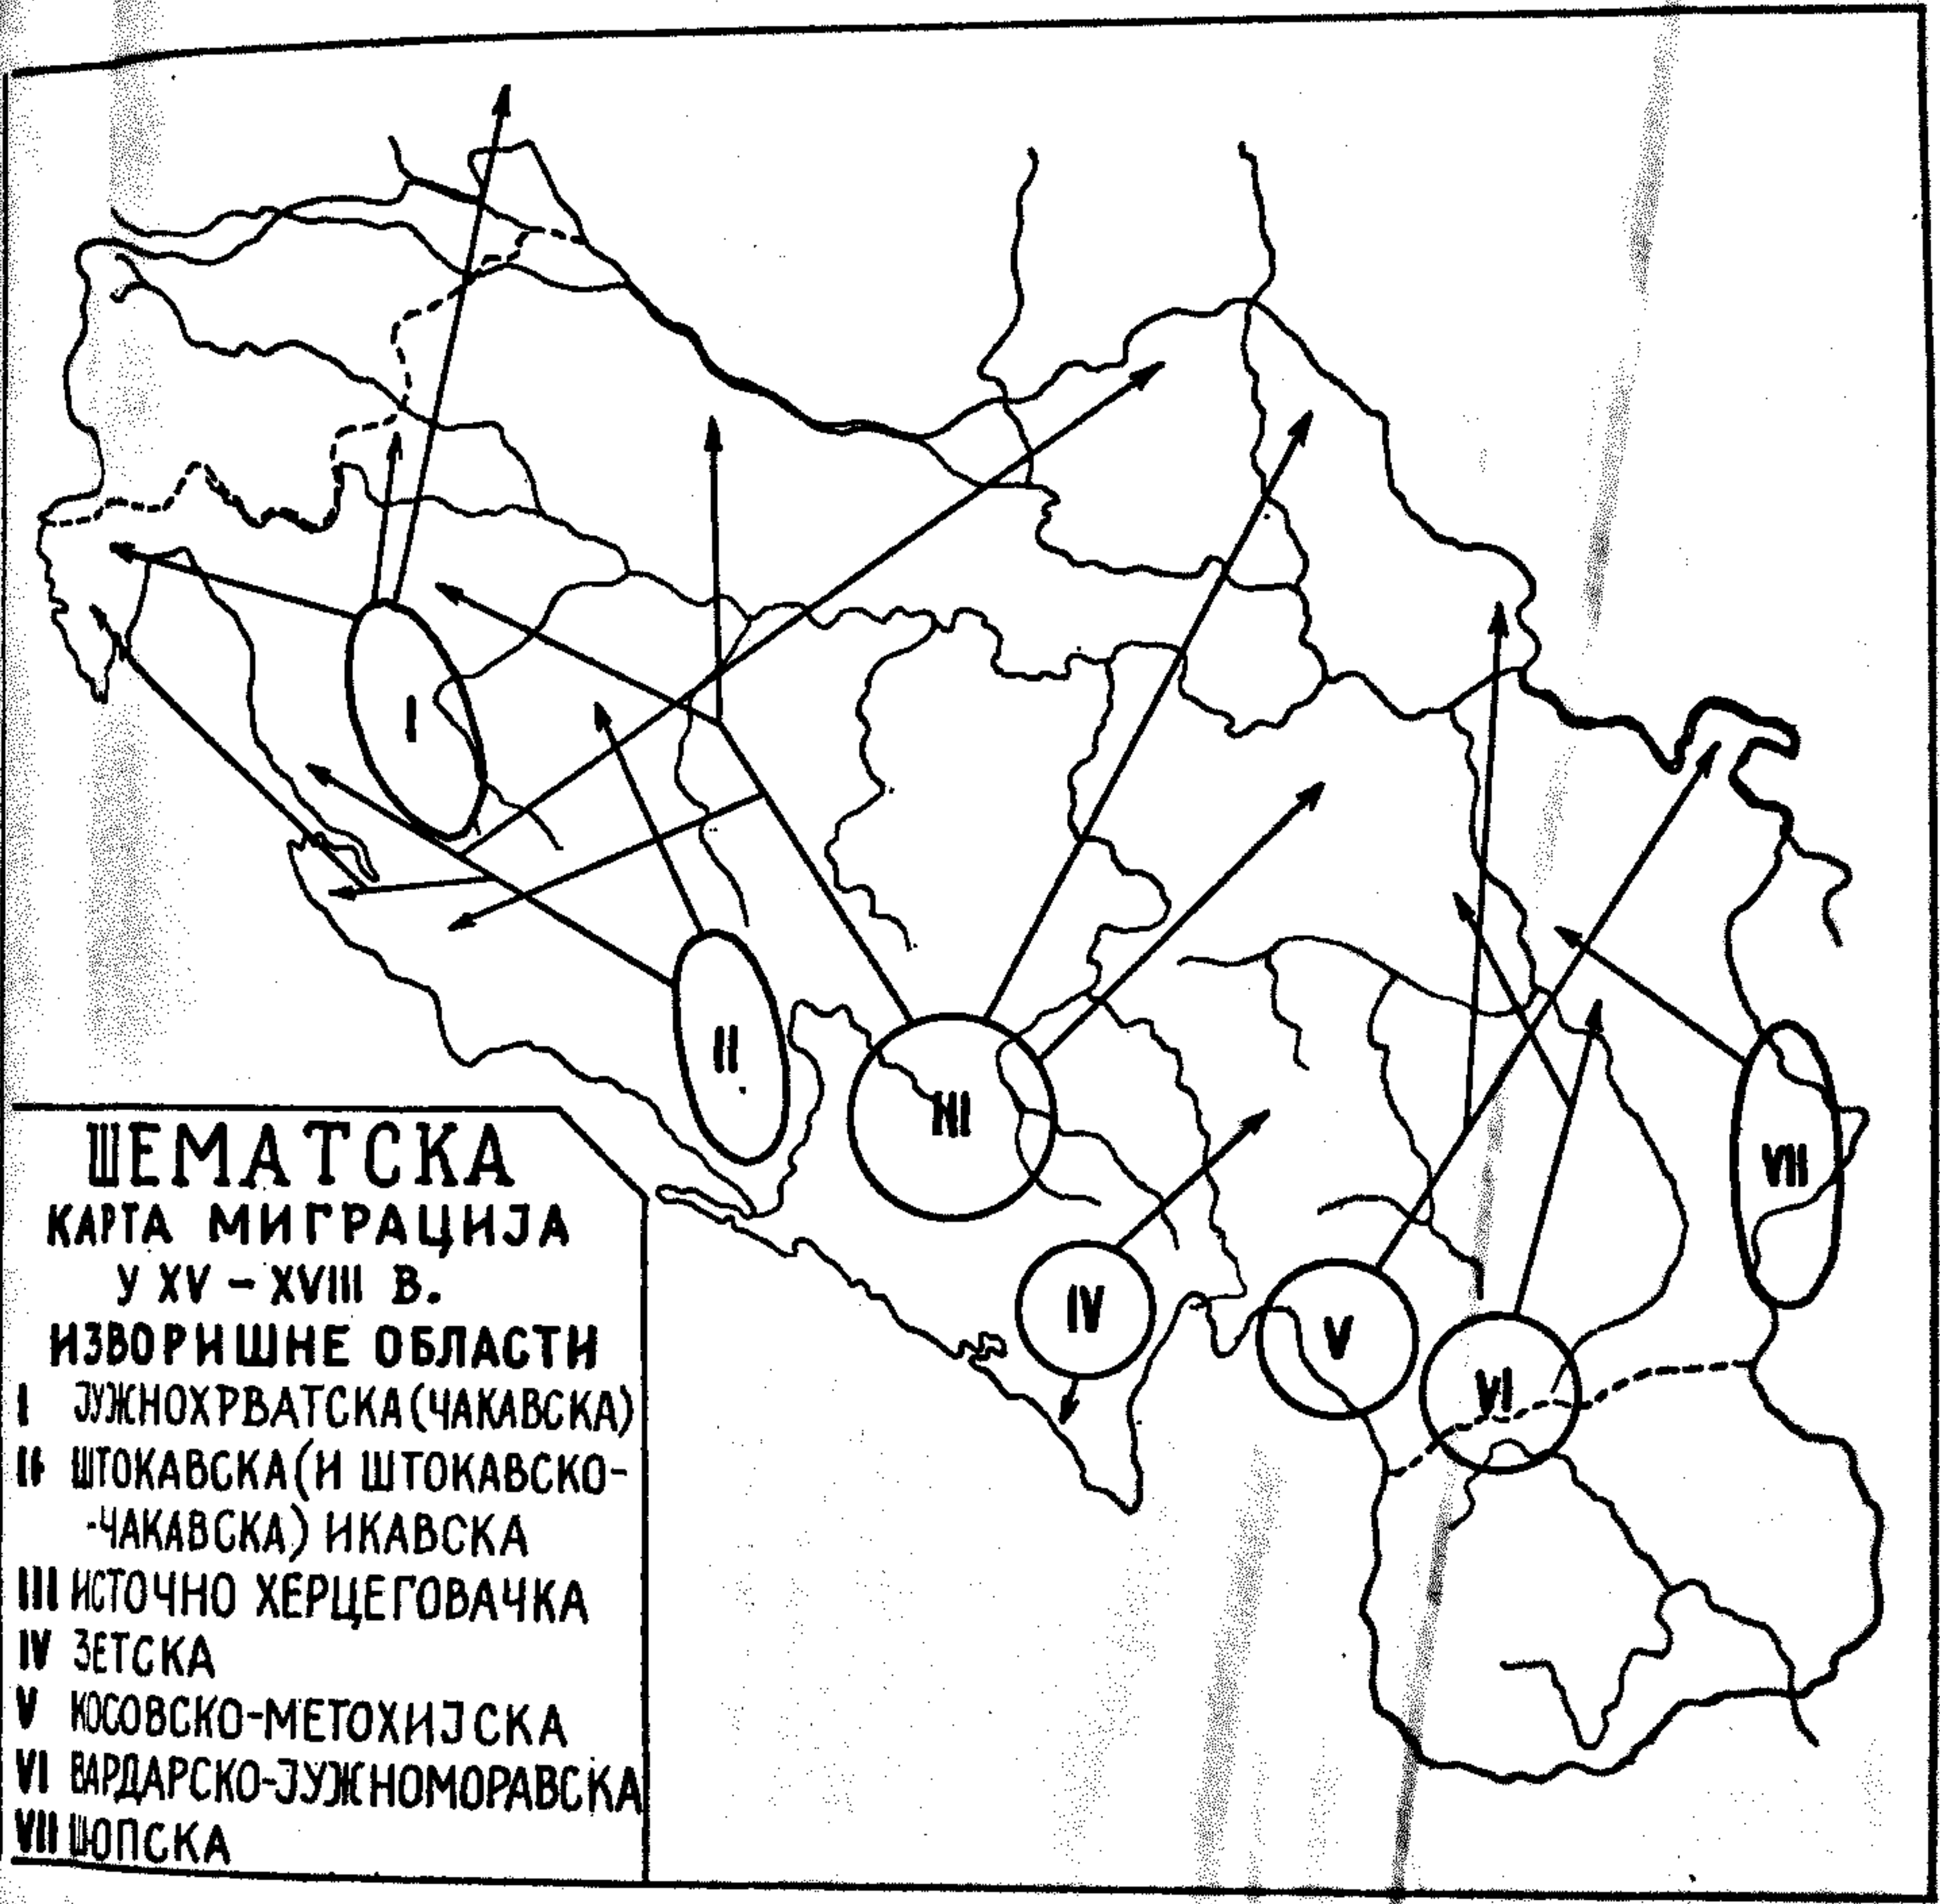 I
II
III
IV
V
VI
VII
ШЕМАТСКА
КАРТА МИГРАЦИЈА
У XV – XVIII В.
ИЗВОРИШНЕ ОБЛАСТИ
I ЈУЖНОХРВАТСКА (ЧАКАВСКА)
II ШТОКАВСКА (И ШТОКАВСКО-
-ЧАКАВСКА) ИКАВСКА
III ИСТОЧНО ХЕРЦЕГОВАЧКА
IV ЗЕТСКА
V КОСОВСКО-МЕТОХИЈСКА
VI ВАРДАРСКО-ЈУЖНОМОРАВСКА
VII ШОПСКА